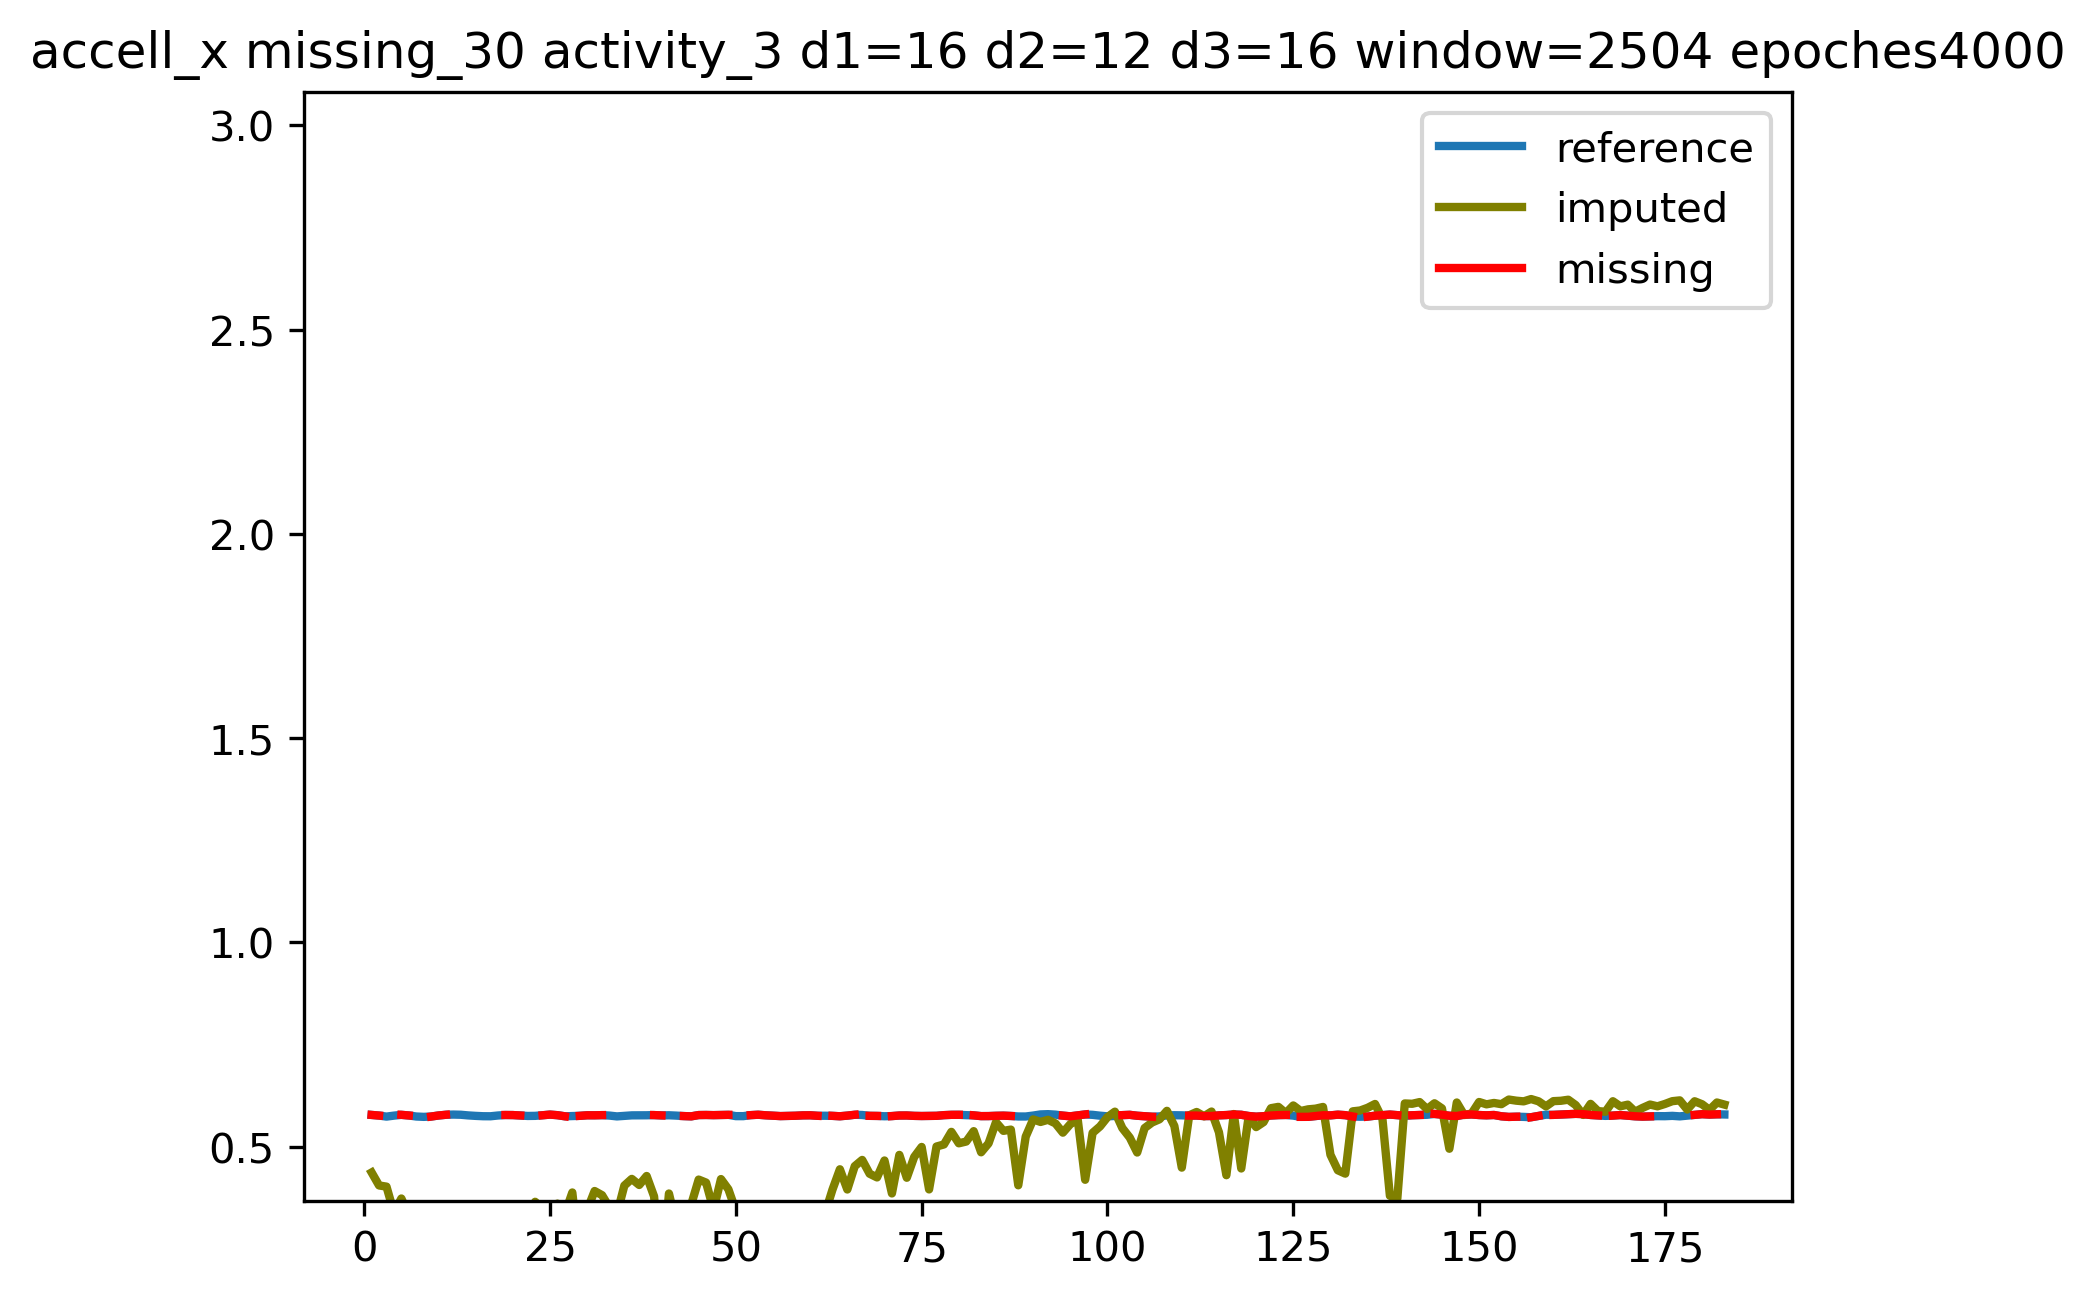 accell_x missing_30 activity_3 d1=16 d2=12 d3=16 window=2504 epoches4000
3.0
2.5
2.0
1.5
1.0
0.5
reference
imputed
missing
0 25 50 75 100 125 150 175